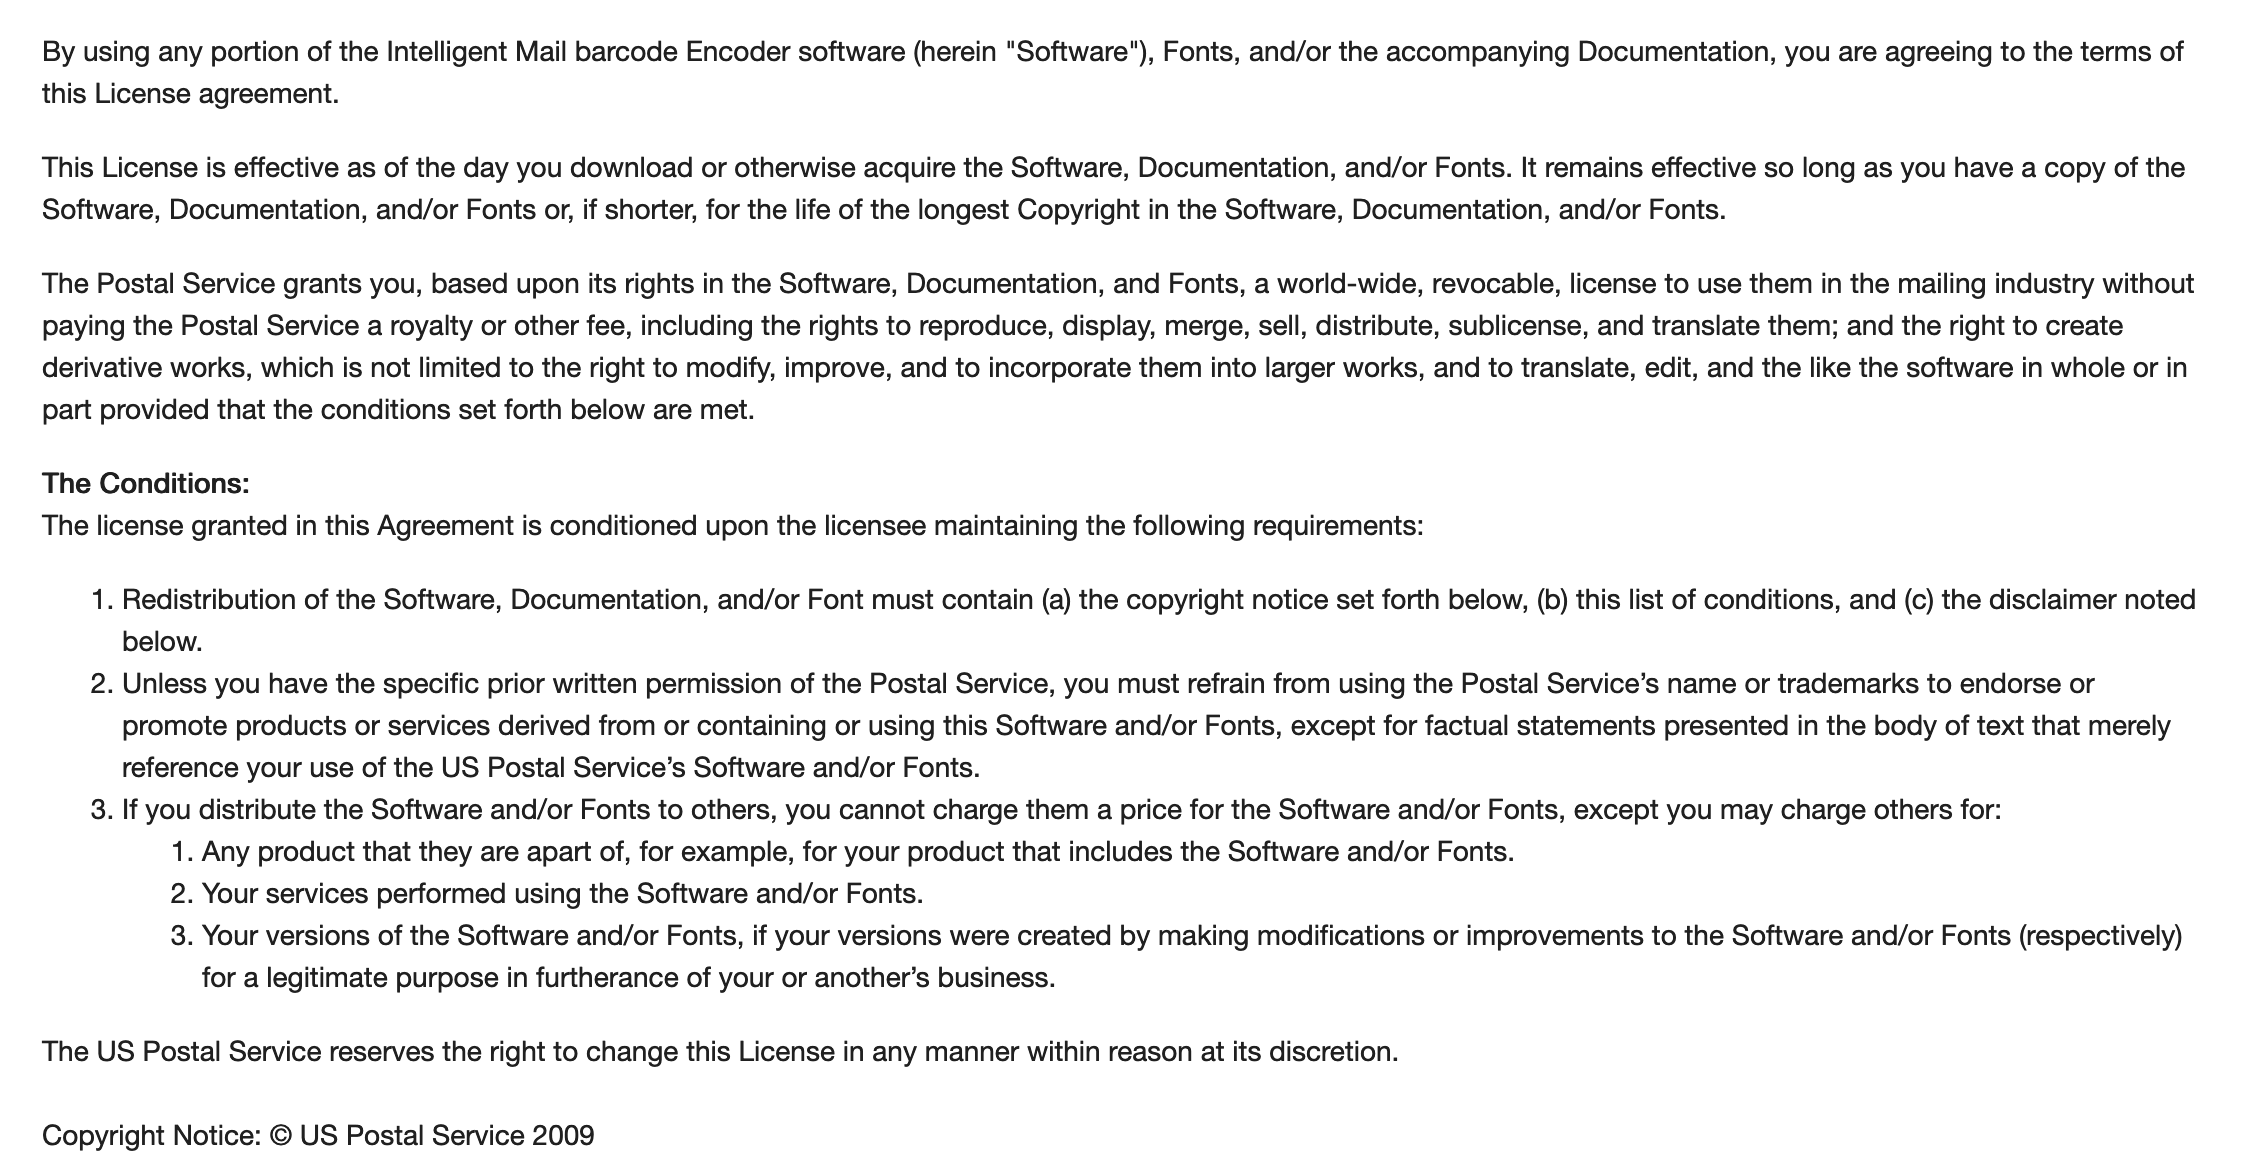 By using any portion of the Intelligent Mail barcode Encoder software (herein "Software"), Fonts, and/or the accompanying Documentation, you are agreeing to the terms of
this License agreement.
This License is effective as of the day you download or otherwise acquire the Software, Documentation, and/or Fonts. It remains effective so long as you have a copy of the
Software, Documentation, and/or Fonts or, if shorter, for the life of the longest Copyright in the Software, Documentation, and/or Fonts.
The Postal Service grants you, based upon its rights in the Software, Documentation, and Fonts, a world-wide, revocable, license to use them in the mailing industry without
paying the Postal Service a royalty or other fee, including the rights to reproduce, display, merge, sell, distribute, sublicense, and translate them; and the right to create
derivative works, which is not limited to the right to modify, improve, and to incorporate them into larger works, and to translate, edit, and the like the software in whole or in
part provided that the conditions set forth below are met.
The Conditions:
The license granted in this Agreement is conditioned upon the licensee maintaining the following requirements:
1. Redistribution of the Software, Documentation, and/or Font must contain (a) the copyright notice set forth below, (b) this list of conditions, and (c) the disclaimer noted
below.
2. Unless you have the specific prior written permission of the Postal Service, you must refrain from using the Postal Service’s name or trademarks to endorse or
promote products or services derived from or containing or using this Software and/or Fonts, except for factual statements presented in the body of text that merely
reference your use of the US Postal Service’s Software and/or Fonts.
3. If you distribute the Software and/or Fonts to others, you cannot charge them a price for the Software and/or Fonts, except you may charge others for:
1. Any product that they are apart of, for example, for your product that includes the Software and/or Fonts.
2. Your services performed using the Software and/or Fonts.
3. Your versions of the Software and/or Fonts, if your versions were created by making modifications or improvements to the Software and/or Fonts (respectively)
for a legitimate purpose in furtherance of your or another’s business.
The US Postal Service reserves the right to change this License in any manner within reason at its discretion.
Copyright Notice: © US Postal Service 2009